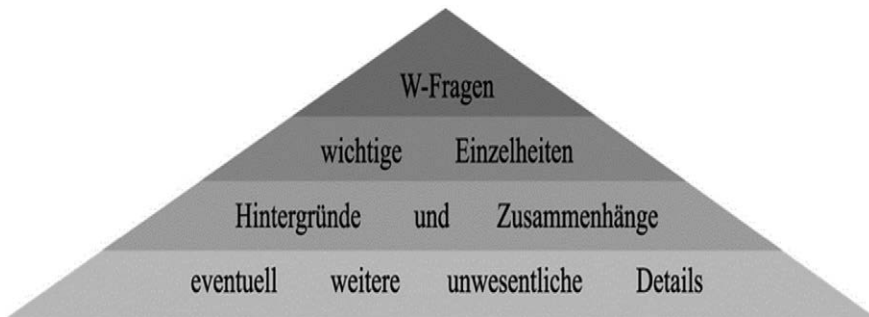 W-Fragen
wichtige Einzelheiten
Hintergründe und Zusammenhänge
eventuell weitere unwesentliche Details